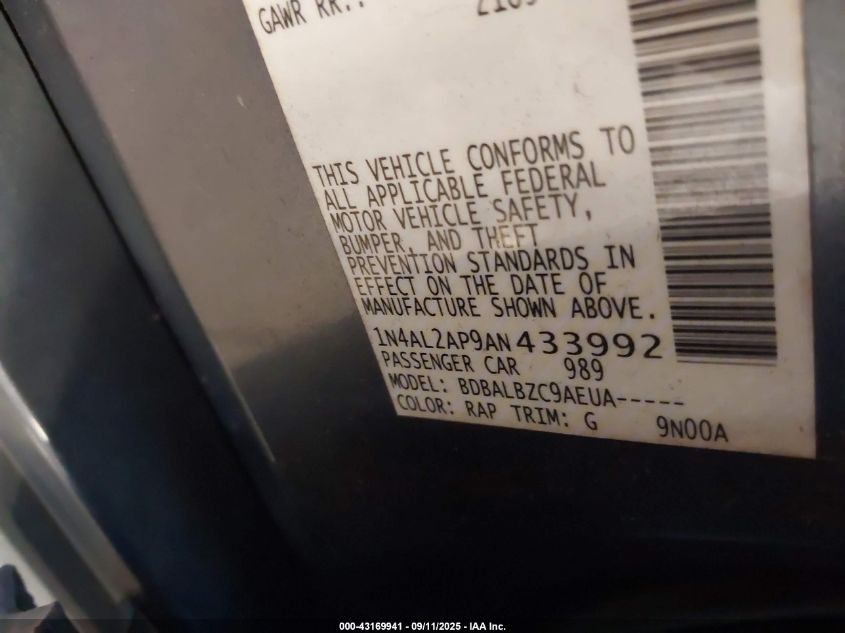 GAWR RR.:
THIS VEHICLE CONFORMS TO
ALL APPLICABLE FEDERAL
MOTOR VEHICLE SAFETY,
BUMPER, AND THEFT
PREVENTION STANDARDS IN
EFFECT ON THE DATE OF
MANUFACTURE SHOWN ABOVE.
1N4AL2AP9AN433992
PASSENGER CAR 989
MODEL: BDBALBZC9AEUA-----
COLOR: RAP TRIM: G 9N00A
000-43169941 - 09/11/2025 - IAA Inc.